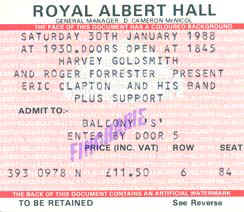 ROYAL ALBERT HALL
GENERAL MANAGER D. CAMERON McNICOL
THE FACE OF THIS DOCUMENT HAS A COLOURED BACKGROUND
SATURDAY 30TH JANUARY 1988
AT 1930.DOORS OPEN AT 1845
HARVEY GOLDSMITH
AND ROGER FORRESTER PRESENT
ERIC CLAPTON AND HIS BAND
PLUS SUPPORT
ADMIT TO:
BALCONY 'S'
ENTER BY DOOR 5
PRICE (INC. VAT) ROW SEAT
393 0978 N £11.50 6 84
THE BACK OF THIS DOCUMENT CONTAINS AN ARTIFICIAL WATERMARK
TO BE RETAINED See Reverse